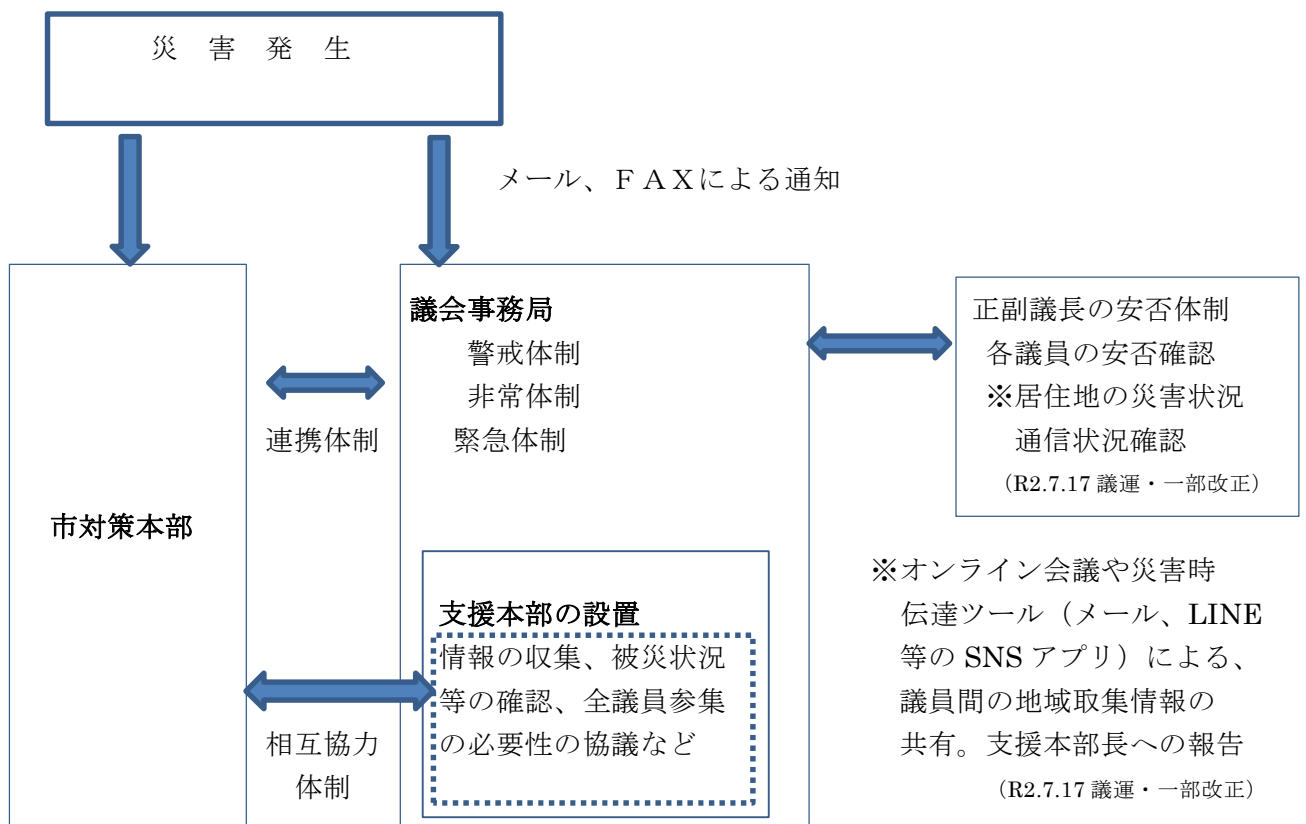 災 害 発 生
メール、ＦＡＸによる通知
議会事務局
警戒体制
非常体制
緊急体制
連携体制
正副議長の安否体制
各議員の安否確認
※居住地の災害状況
通信状況確認
（R2.7.17 議運・一部改正）
市対策本部
支援本部の設置
情報の収集、被災状況
等の確認、全議員参集
の必要性の協議など
相互協力
体制
※オンライン会議や災害時
伝達ツール（メール、LINE
等の SNS アプリ）による、
議員間の地域取集情報の
共有。支援本部長への報告
（R2.7.17 議運・一部改正）